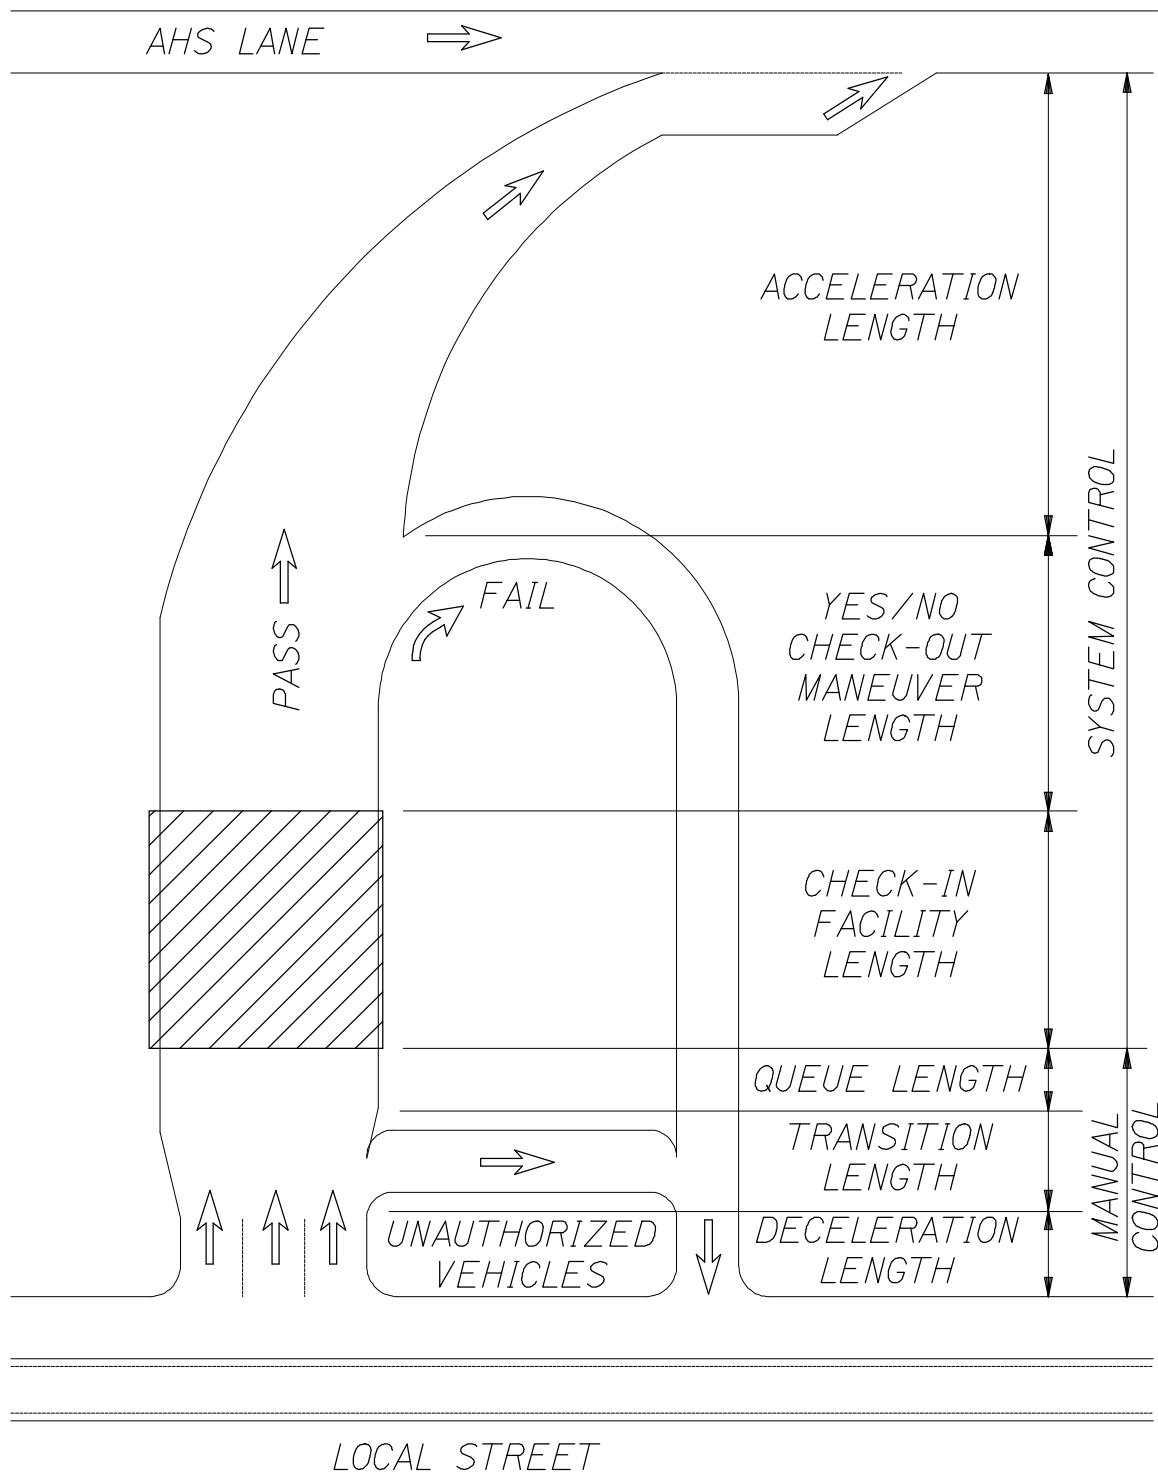 AHS LANE
ACCELERATION
LENGTH
SYSTEM CONTROL
FAIL
PASS
YES/NO
CHECK-OUT
MANEUVER
LENGTH
CHECK-IN
FACILITY
LENGTH
QUEUE LENGTH
TRANSITION
LENGTH
MANUAL
CONTROL
UNAUTHORIZED
VEHICLES
DECELERATION
LENGTH
LOCAL STREET